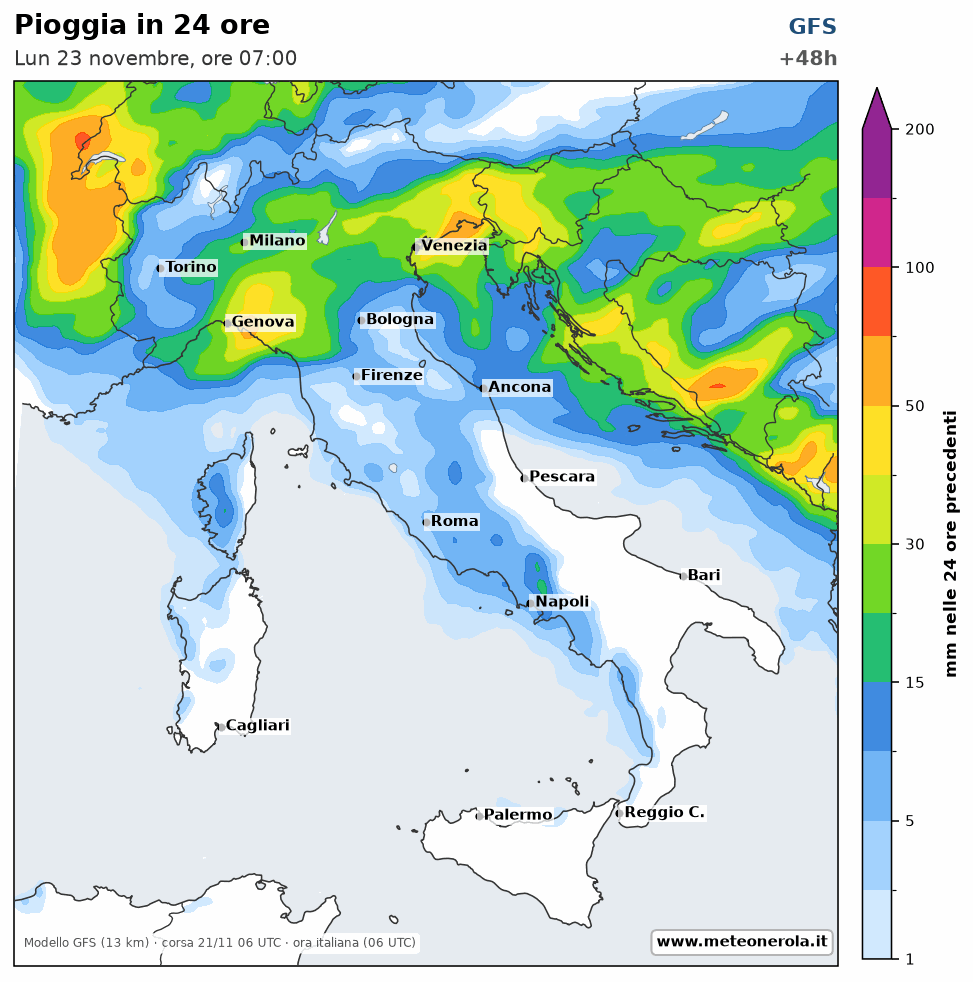 Pioggia in 24 ore
GFS
Lun 23 novembre, ore 07:00
+48h
200
100
50
30
15
5
1
mm nelle 24 ore precedenti
Milano
Venezia
Torino
Genova
Bologna
Firenze
Ancona
Pescara
Roma
Bari
Napoli
Cagliari
Palermo
Reggio C.
Modello GFS (13 km) · corsa 21/11 06 UTC · ora italiana (06 UTC)
www.meteonerola.it